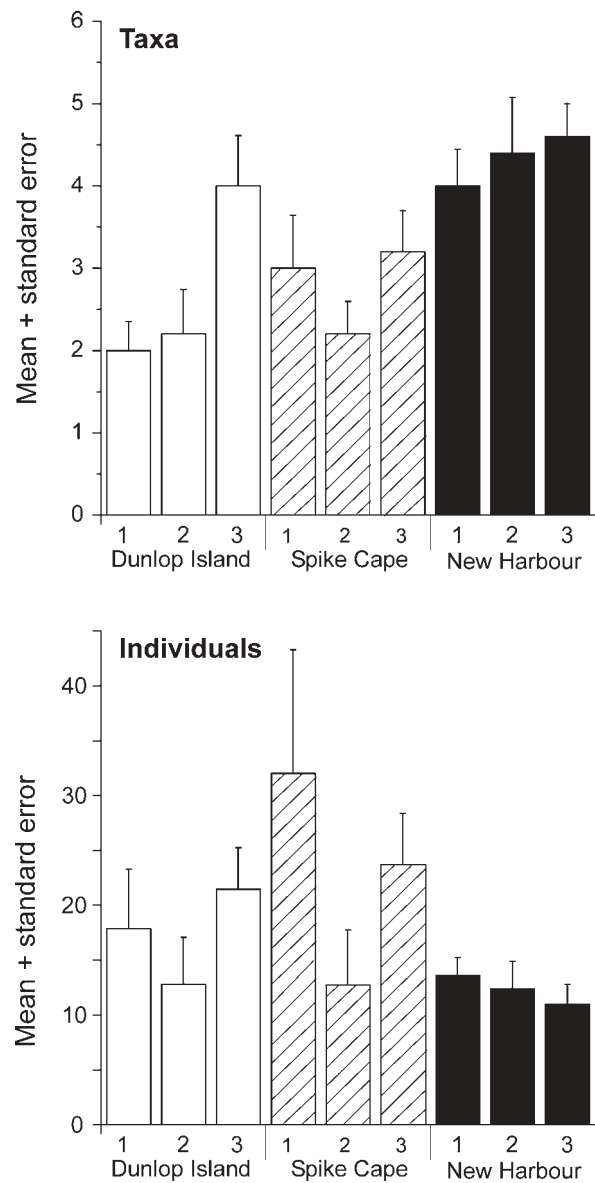 Taxa
Mean + standard error
6
5
4
3
2
1
0
1 2 3 1 2 3 1 2 3
Dunlop Island Spike Cape New Harbour
Individuals
Mean + standard error
40
30
20
10
0
1 2 3 1 2 3 1 2 3
Dunlop Island Spike Cape New Harbour